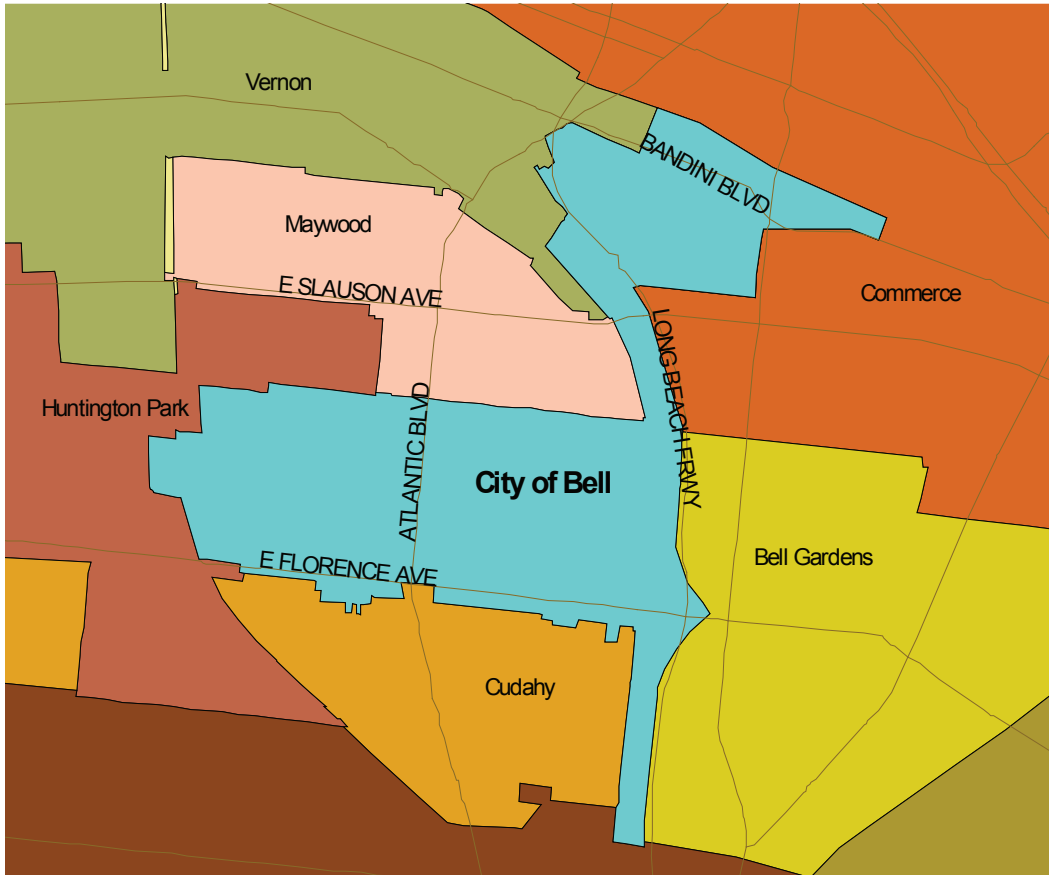 Vernon
BANDINI BLVD
Maywood
E SLAUSON AVE
Commerce
LONG BEACH FRWY
Huntington Park
ATLANTIC BLVD
City of Bell
Bell Gardens
E FLORENCE AVE
Cudahy